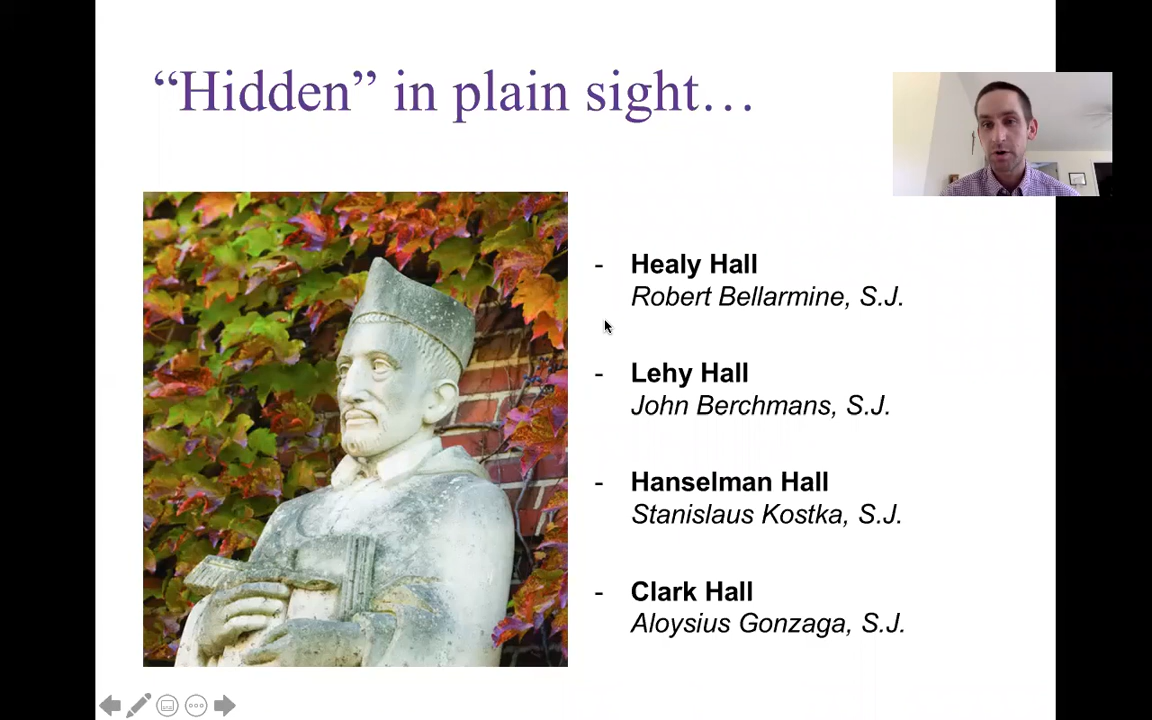 “Hidden” in plain sight…
- Healy Hall
Robert Bellarmine, S.J.
- Lehy Hall
John Berchmans, S.J.
- Hanselman Hall
Stanislaus Kostka, S.J.
- Clark Hall
Aloysius Gonzaga, S.J.